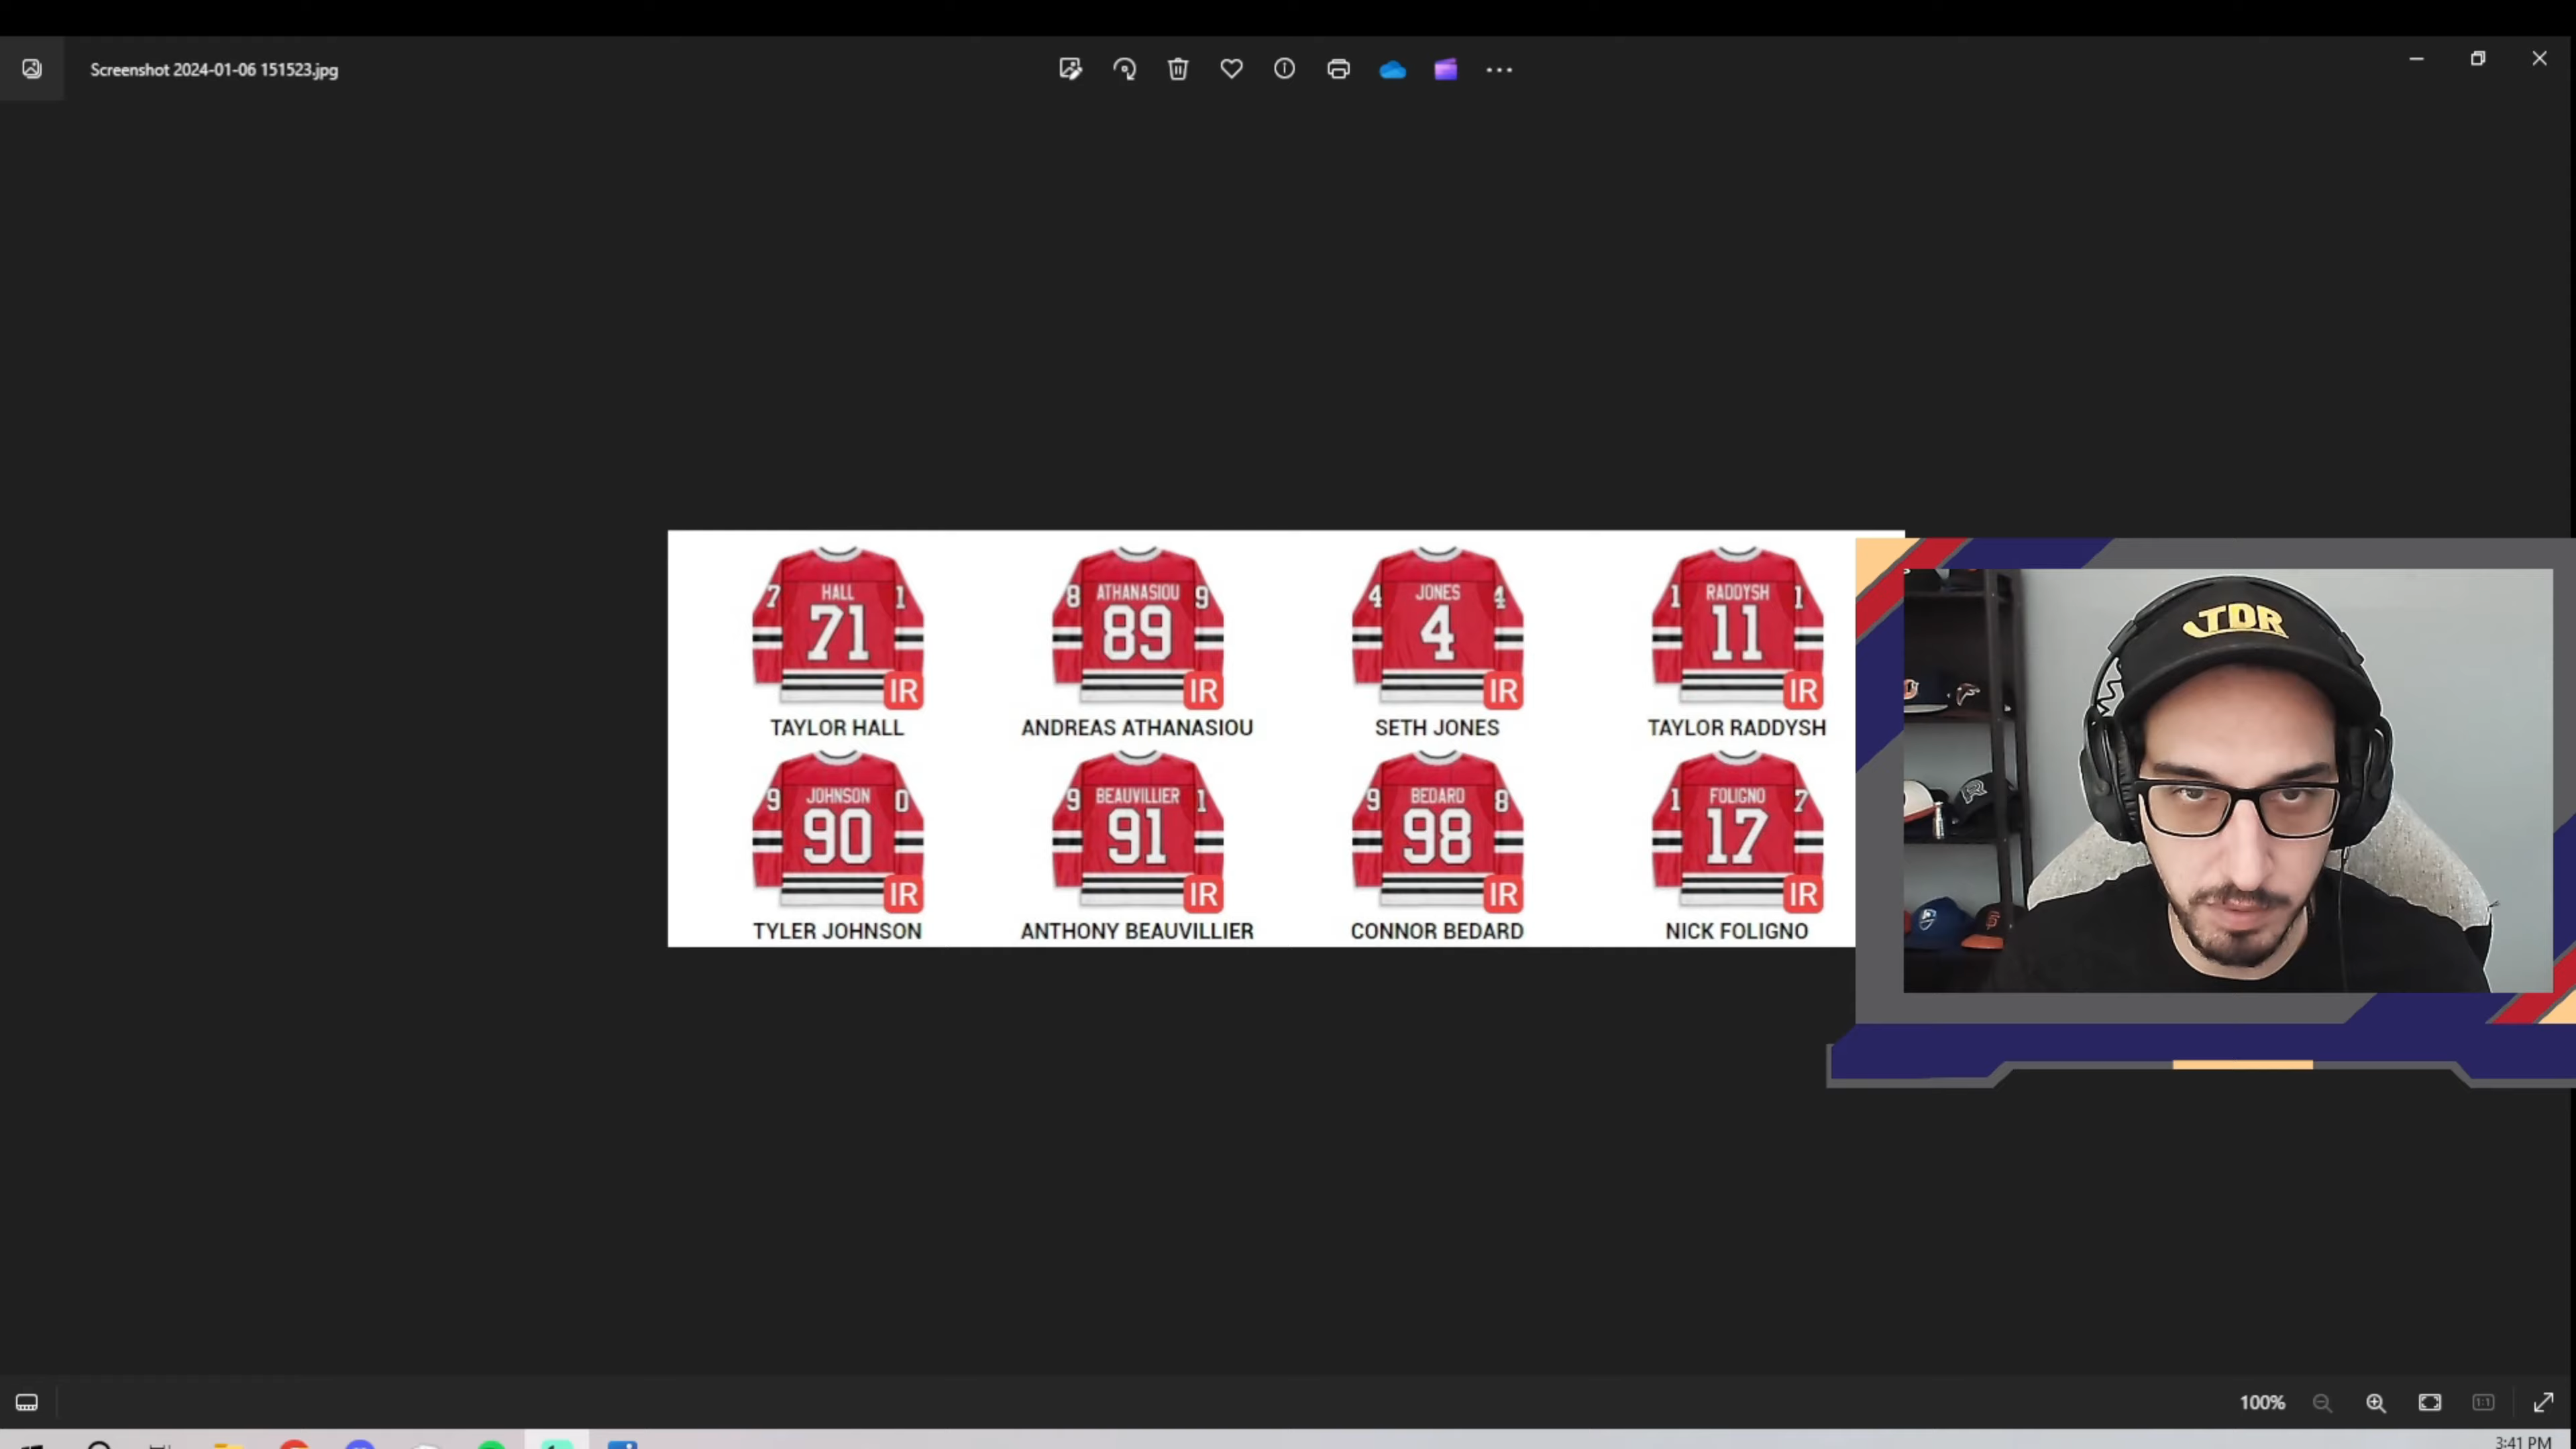 Screenshot 2024-01-06 151523.jpg
HALL ATHANASIOU JONES RADDYSH
7 71 1 8 89 9 4 4 4 1 11 1
IR IR IR IR
TAYLOR HALL ANDREAS ATHANASIOU SETH JONES TAYLOR RADDYSH
JOHNSON BEAUVILLIER BEDARD FOLIGNO
9 90 0 9 91 1 9 98 8 1 17 7
IR IR IR IR
TYLER JOHNSON ANTHONY BEAUVILLIER CONNOR BEDARD NICK FOLIGNO
TDR
100% 1:1
3:41 PM